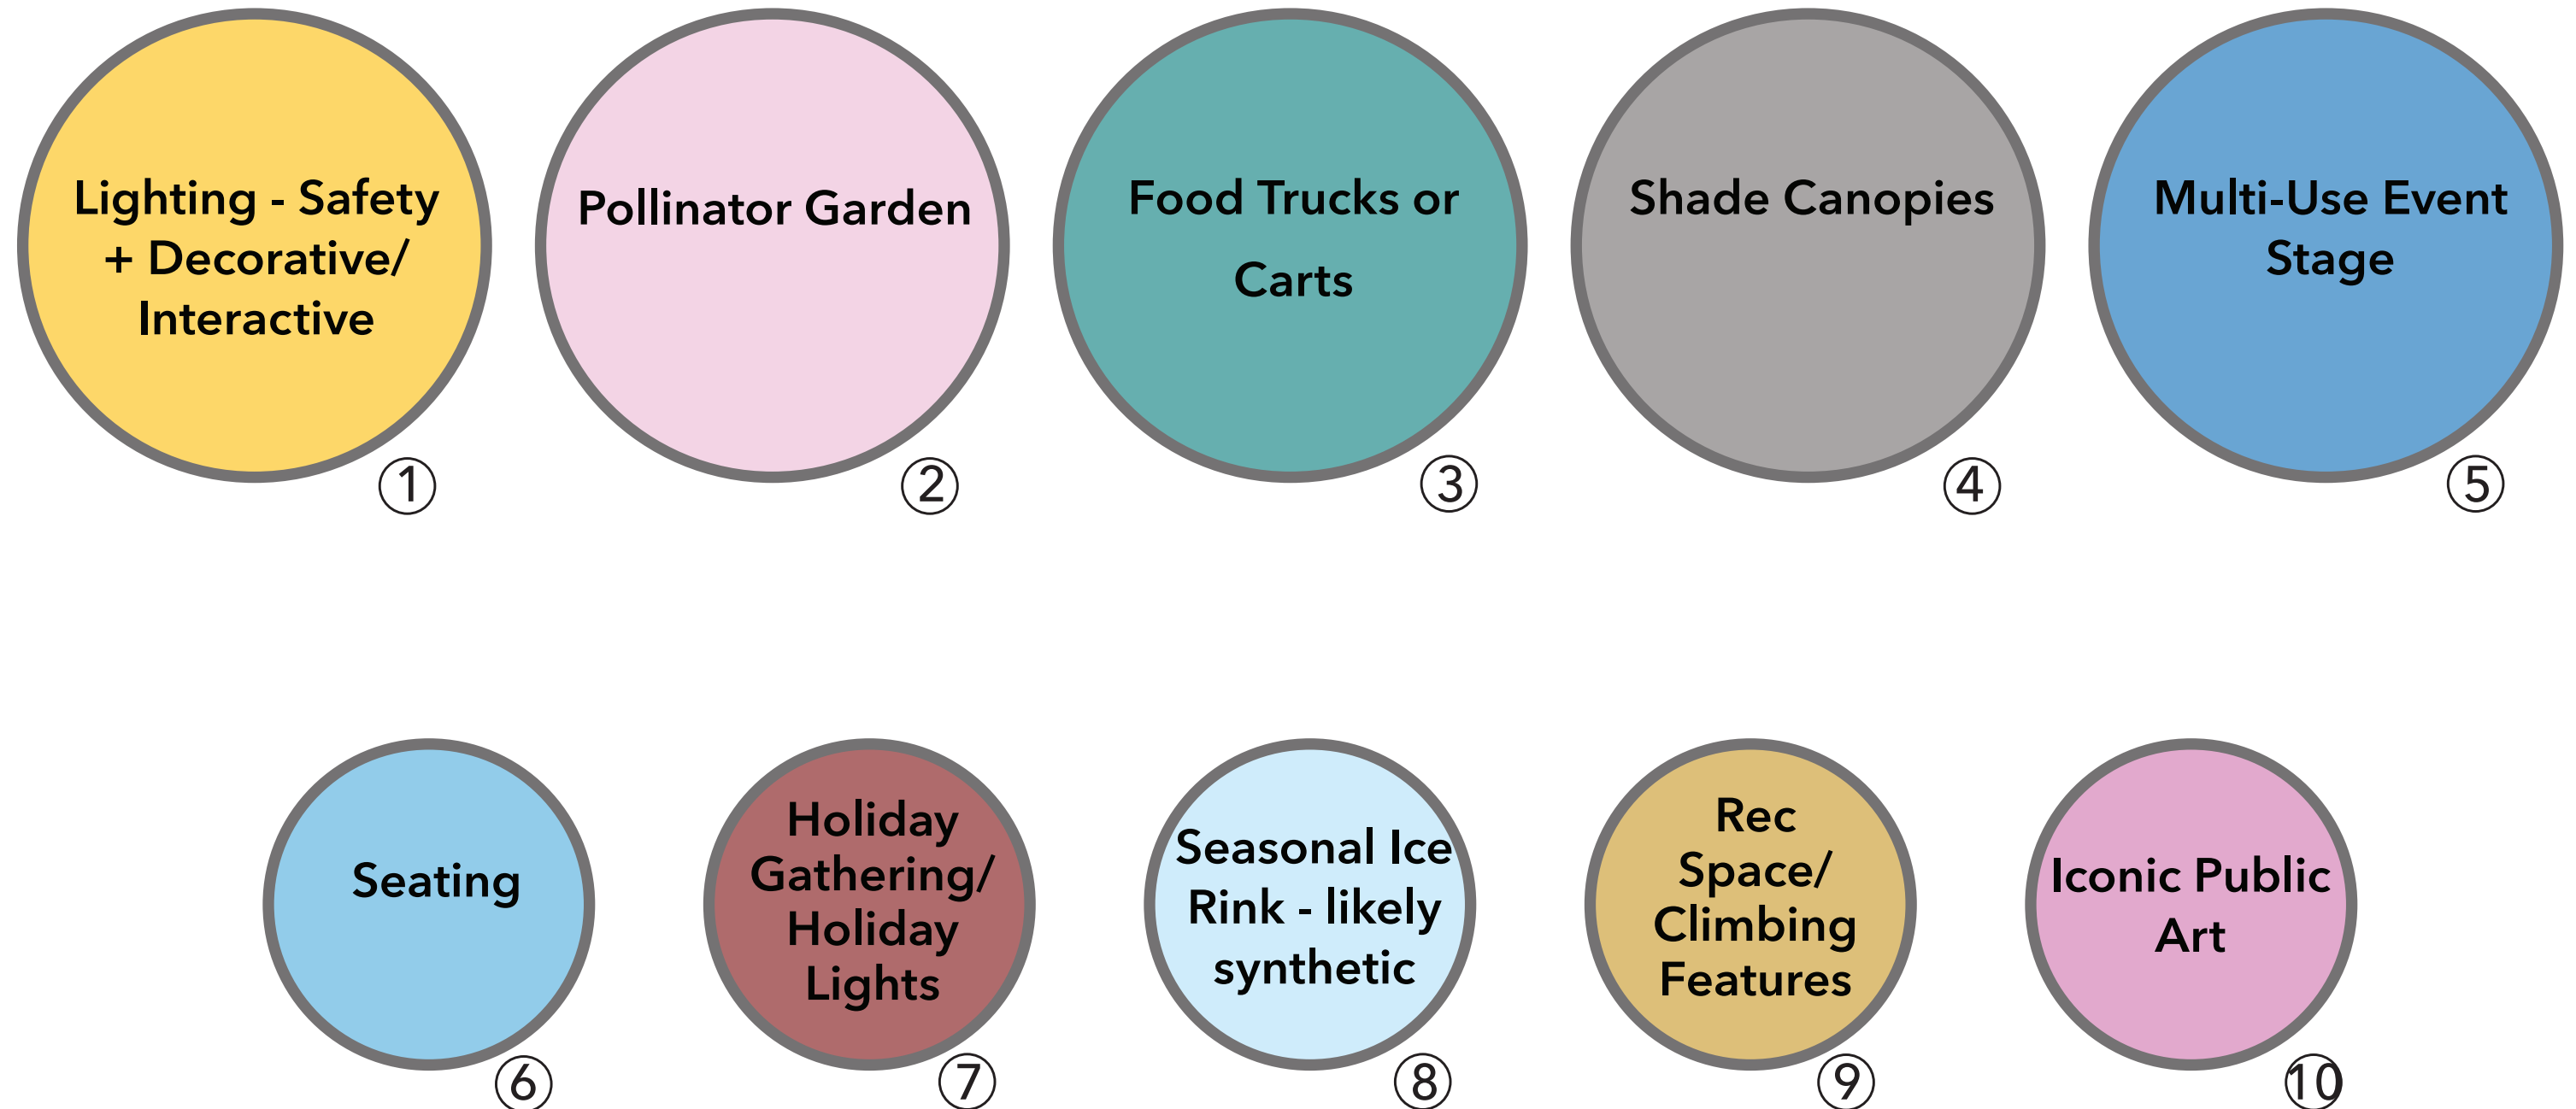 Lighting - Safety
+ Decorative/
Interactive
1
Pollinator Garden
2
Food Trucks or
Carts
3
Shade Canopies
4
Multi-Use Event
Stage
5
Seating
6
Holiday
Gathering/
Holiday
Lights
7
Seasonal Ice
Rink - likely
synthetic
8
Rec
Space/
Climbing
Features
9
Iconic Public
Art
10